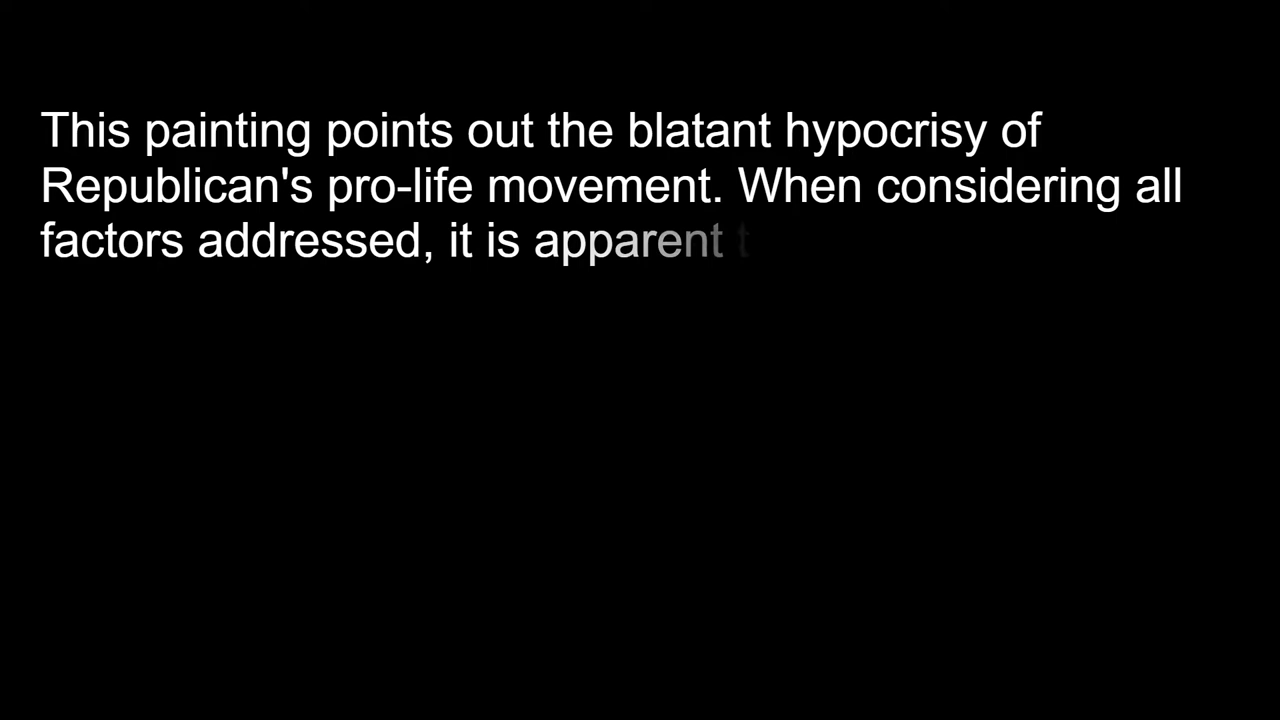 This painting points out the blatant hypocrisy of
Republican's pro-life movement. When considering all
factors addressed, it is apparent t